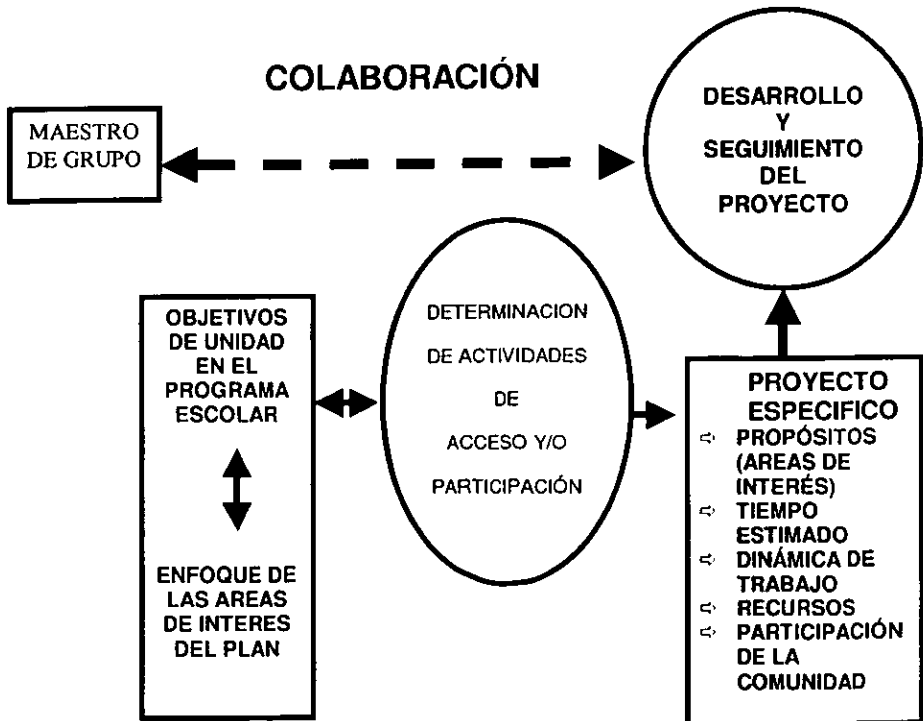 COLABORACIÓN
MAESTRO
DE GRUPO
DESARROLLO
Y
SEGUIMIENTO
DEL
PROYECTO
OBJETIVOS
DE UNIDAD
EN EL
PROGRAMA
ESCOLAR
ENFOQUE DE
LAS AREAS
DE INTERES
DEL PLAN
DETERMINACION
DE ACTIVIDADES
DE
ACCESO Y/O
PARTICIPACIÓN
PROYECTO
ESPECIFICO
⇨ PROPÓSITOS
(AREAS DE
INTERÉS)
⇨ TIEMPO
ESTIMADO
⇨ DINÁMICA DE
TRABAJO
⇨ RECURSOS
⇨ PARTICIPACIÓN
DE LA
COMUNIDAD